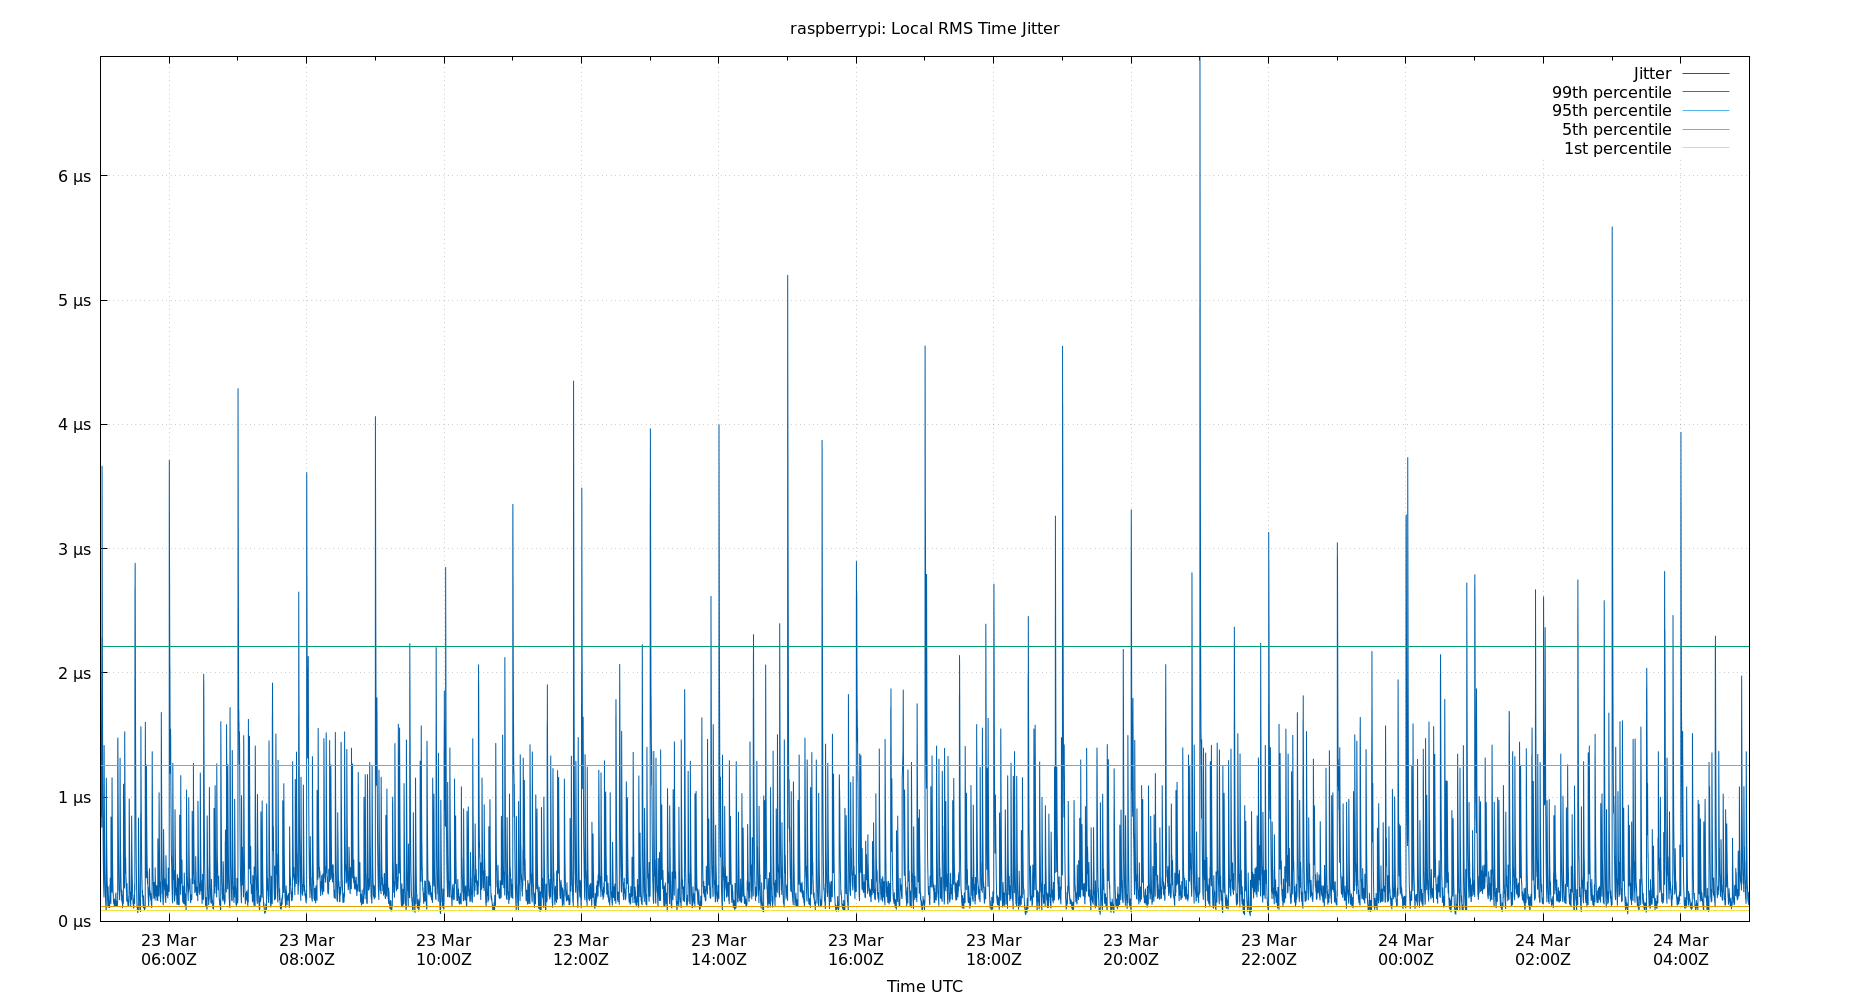 raspberrypi: Local RMS Time Jitter
Jitter
99th percentile
95th percentile
5th percentile
1st percentile
6 µs
5 µs
4 µs
3 µs
2 µs
1 µs
0 µs
23 Mar 23 Mar 23 Mar 23 Mar 23 Mar 23 Mar 23 Mar 23 Mar 23 Mar 24 Mar 24 Mar 24 Mar
06:00Z 08:00Z 10:00Z 12:00Z 14:00Z 16:00Z 18:00Z 20:00Z 22:00Z 00:00Z 02:00Z 04:00Z
Time UTC